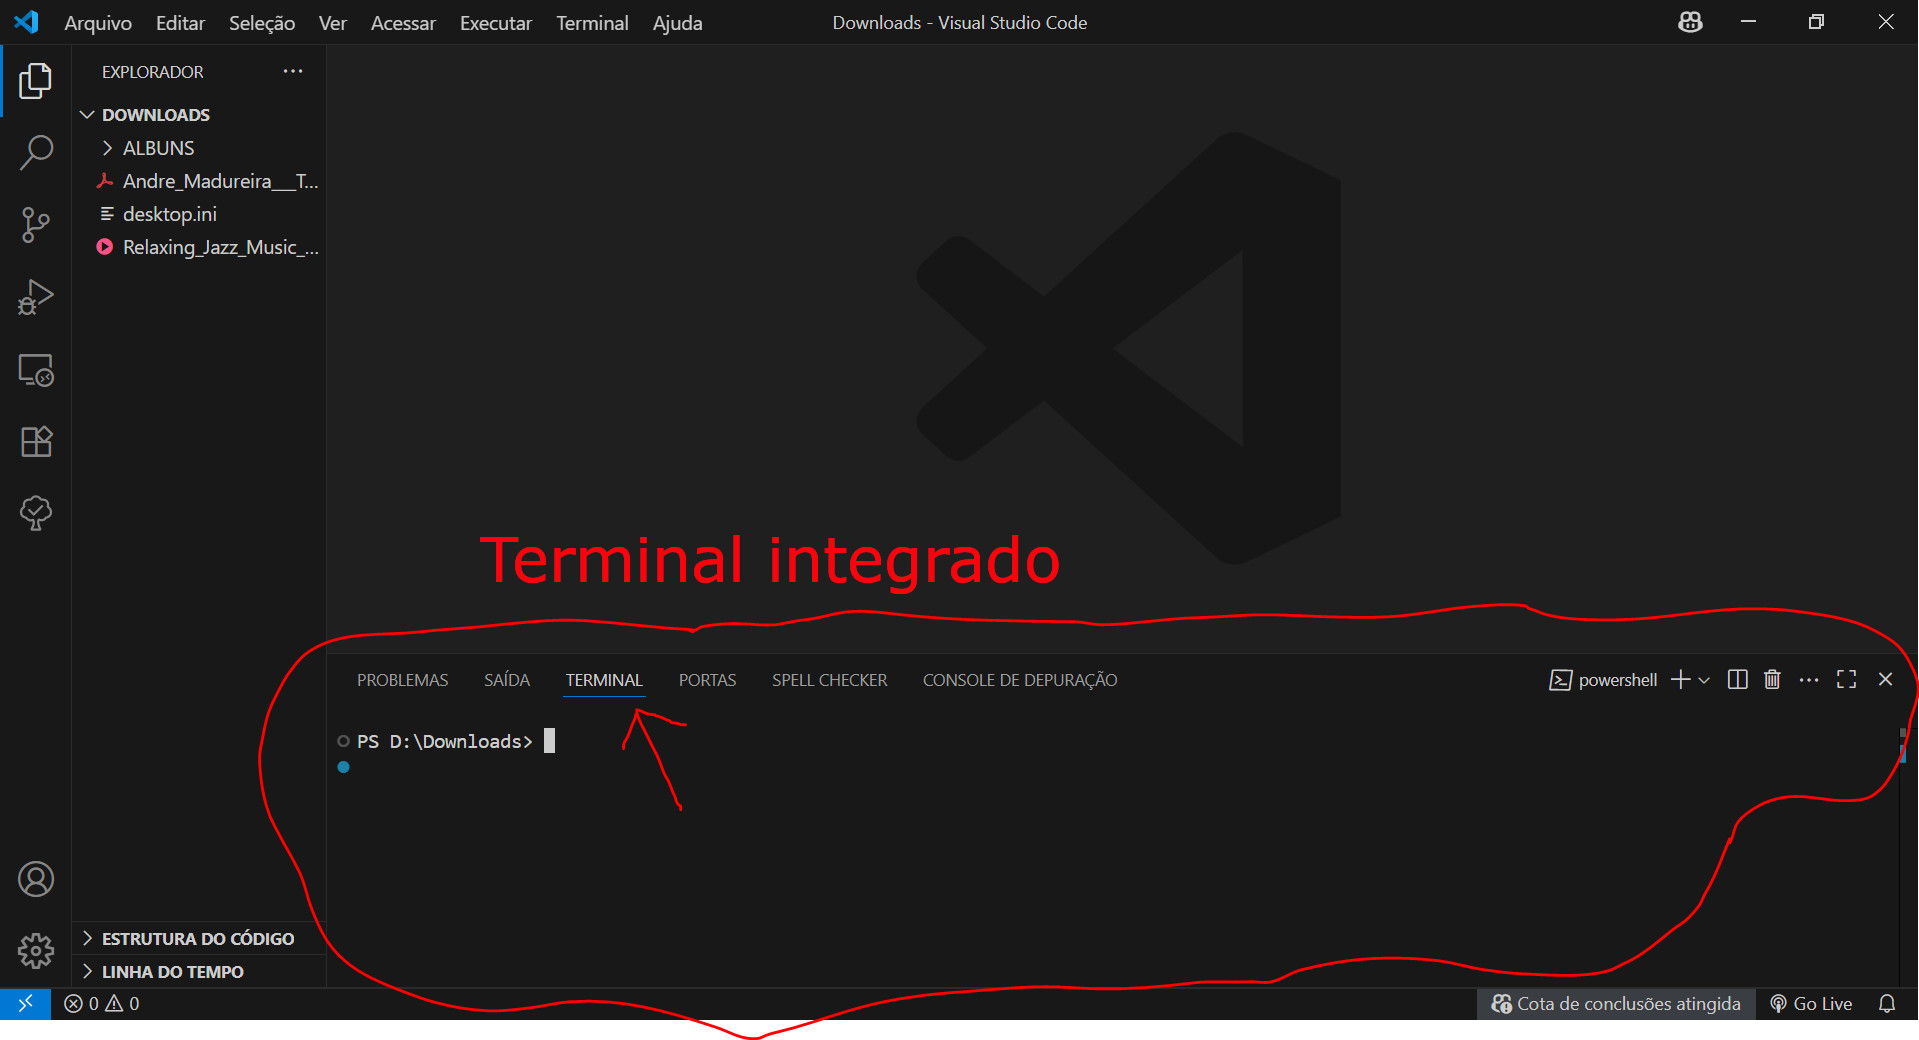 Arquivo Editar Seleção Ver Acessar Executar Terminal Ajuda Downloads - Visual Studio Code
EXPLORADOR
DOWNLOADS
ALBUNS
Andre_Madureira__T...
desktop.ini
Relaxing_Jazz_Music_...
Terminal integrado
PROBLEMAS SAÍDA TERMINAL PORTAS SPELL CHECKER CONSOLE DE DEPURAÇÃO powershell
PS D:\Downloads>
ESTRUTURA DO CÓDIGO
LINHA DO TEMPO
0 0 Cota de conclusões atingida Go Live